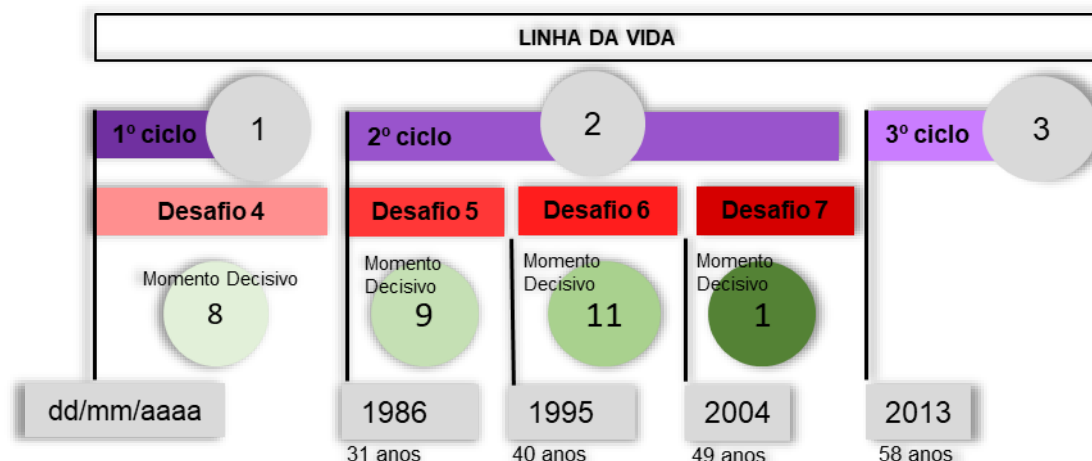 LINHA DA VIDA
1º ciclo
1
2º ciclo
2
3º ciclo
3
Desafio 4
Desafio 5
Desafio 6
Desafio 7
Momento Decisivo
8
Momento
Decisivo
9
Momento
Decisivo
11
Momento
Decisivo
1
dd/mm/aaaa
1986
31 anos
1995
40 anos
2004
49 anos
2013
58 anos